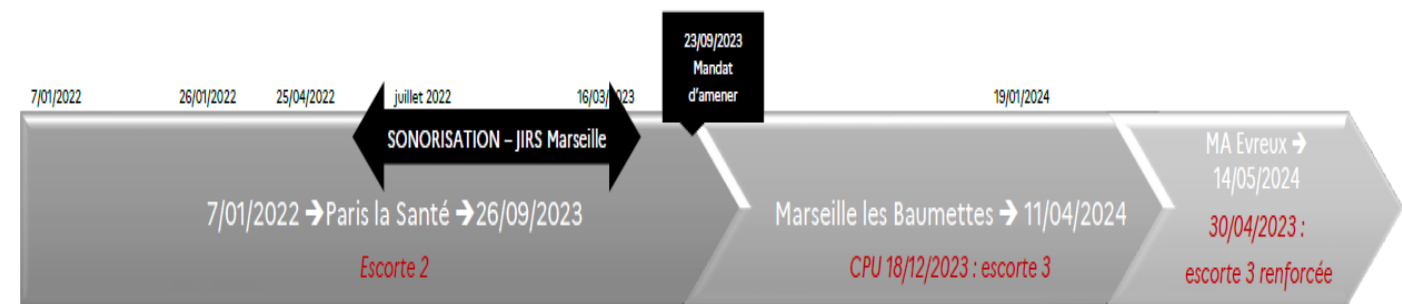 23/09/2023
Mandat
d'amener
7/01/2022
26/01/2022
25/04/2022
juillet 2022
16/03/2023
19/01/2024
SONORISATION – JIRS Marseille
7/01/2022 ➔Paris la Santé ➔26/09/2023
Escorte 2
Marseille les Baumettes ➔ 11/04/2024
CPU 18/12/2023 : escorte 3
MA Evreux ➔
14/05/2024
30/04/2023 :
escorte 3 renforcée